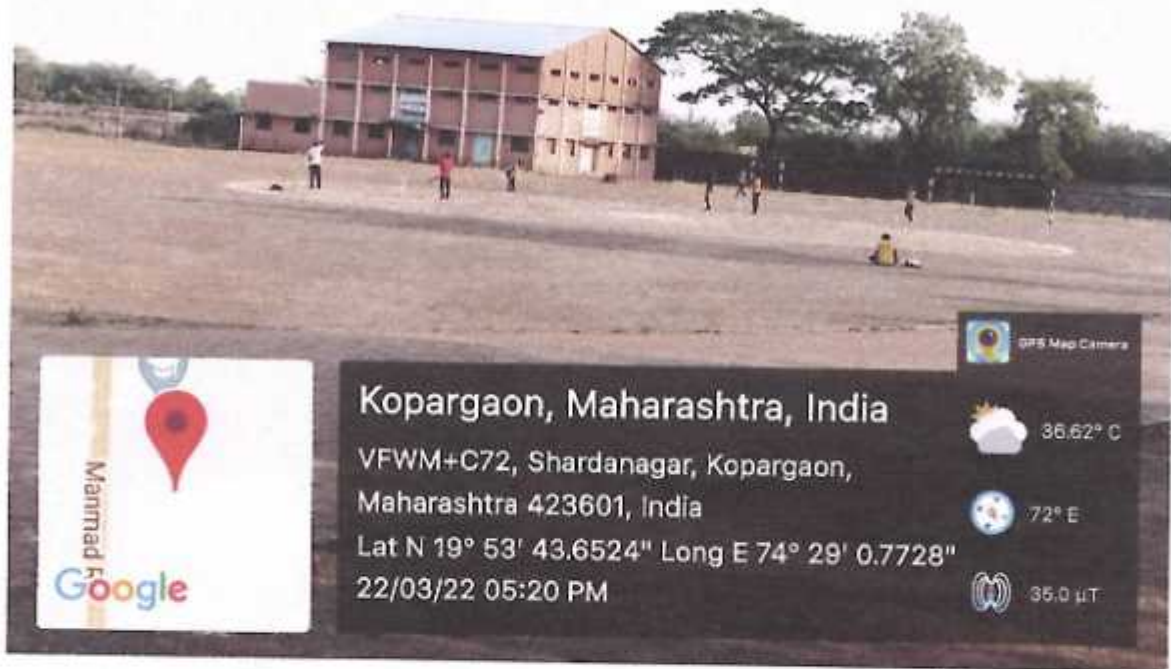 GPS Map Camera
Kopargaon, Maharashtra, India
VFWM+C72, Shardanagar, Kopargaon,
Maharashtra 423601, India
Lat N 19° 53' 43.6524" Long E 74° 29' 0.7728"
22/03/22 05:20 PM
36.62° C
72° E
35.0 µT
Manmad
Google